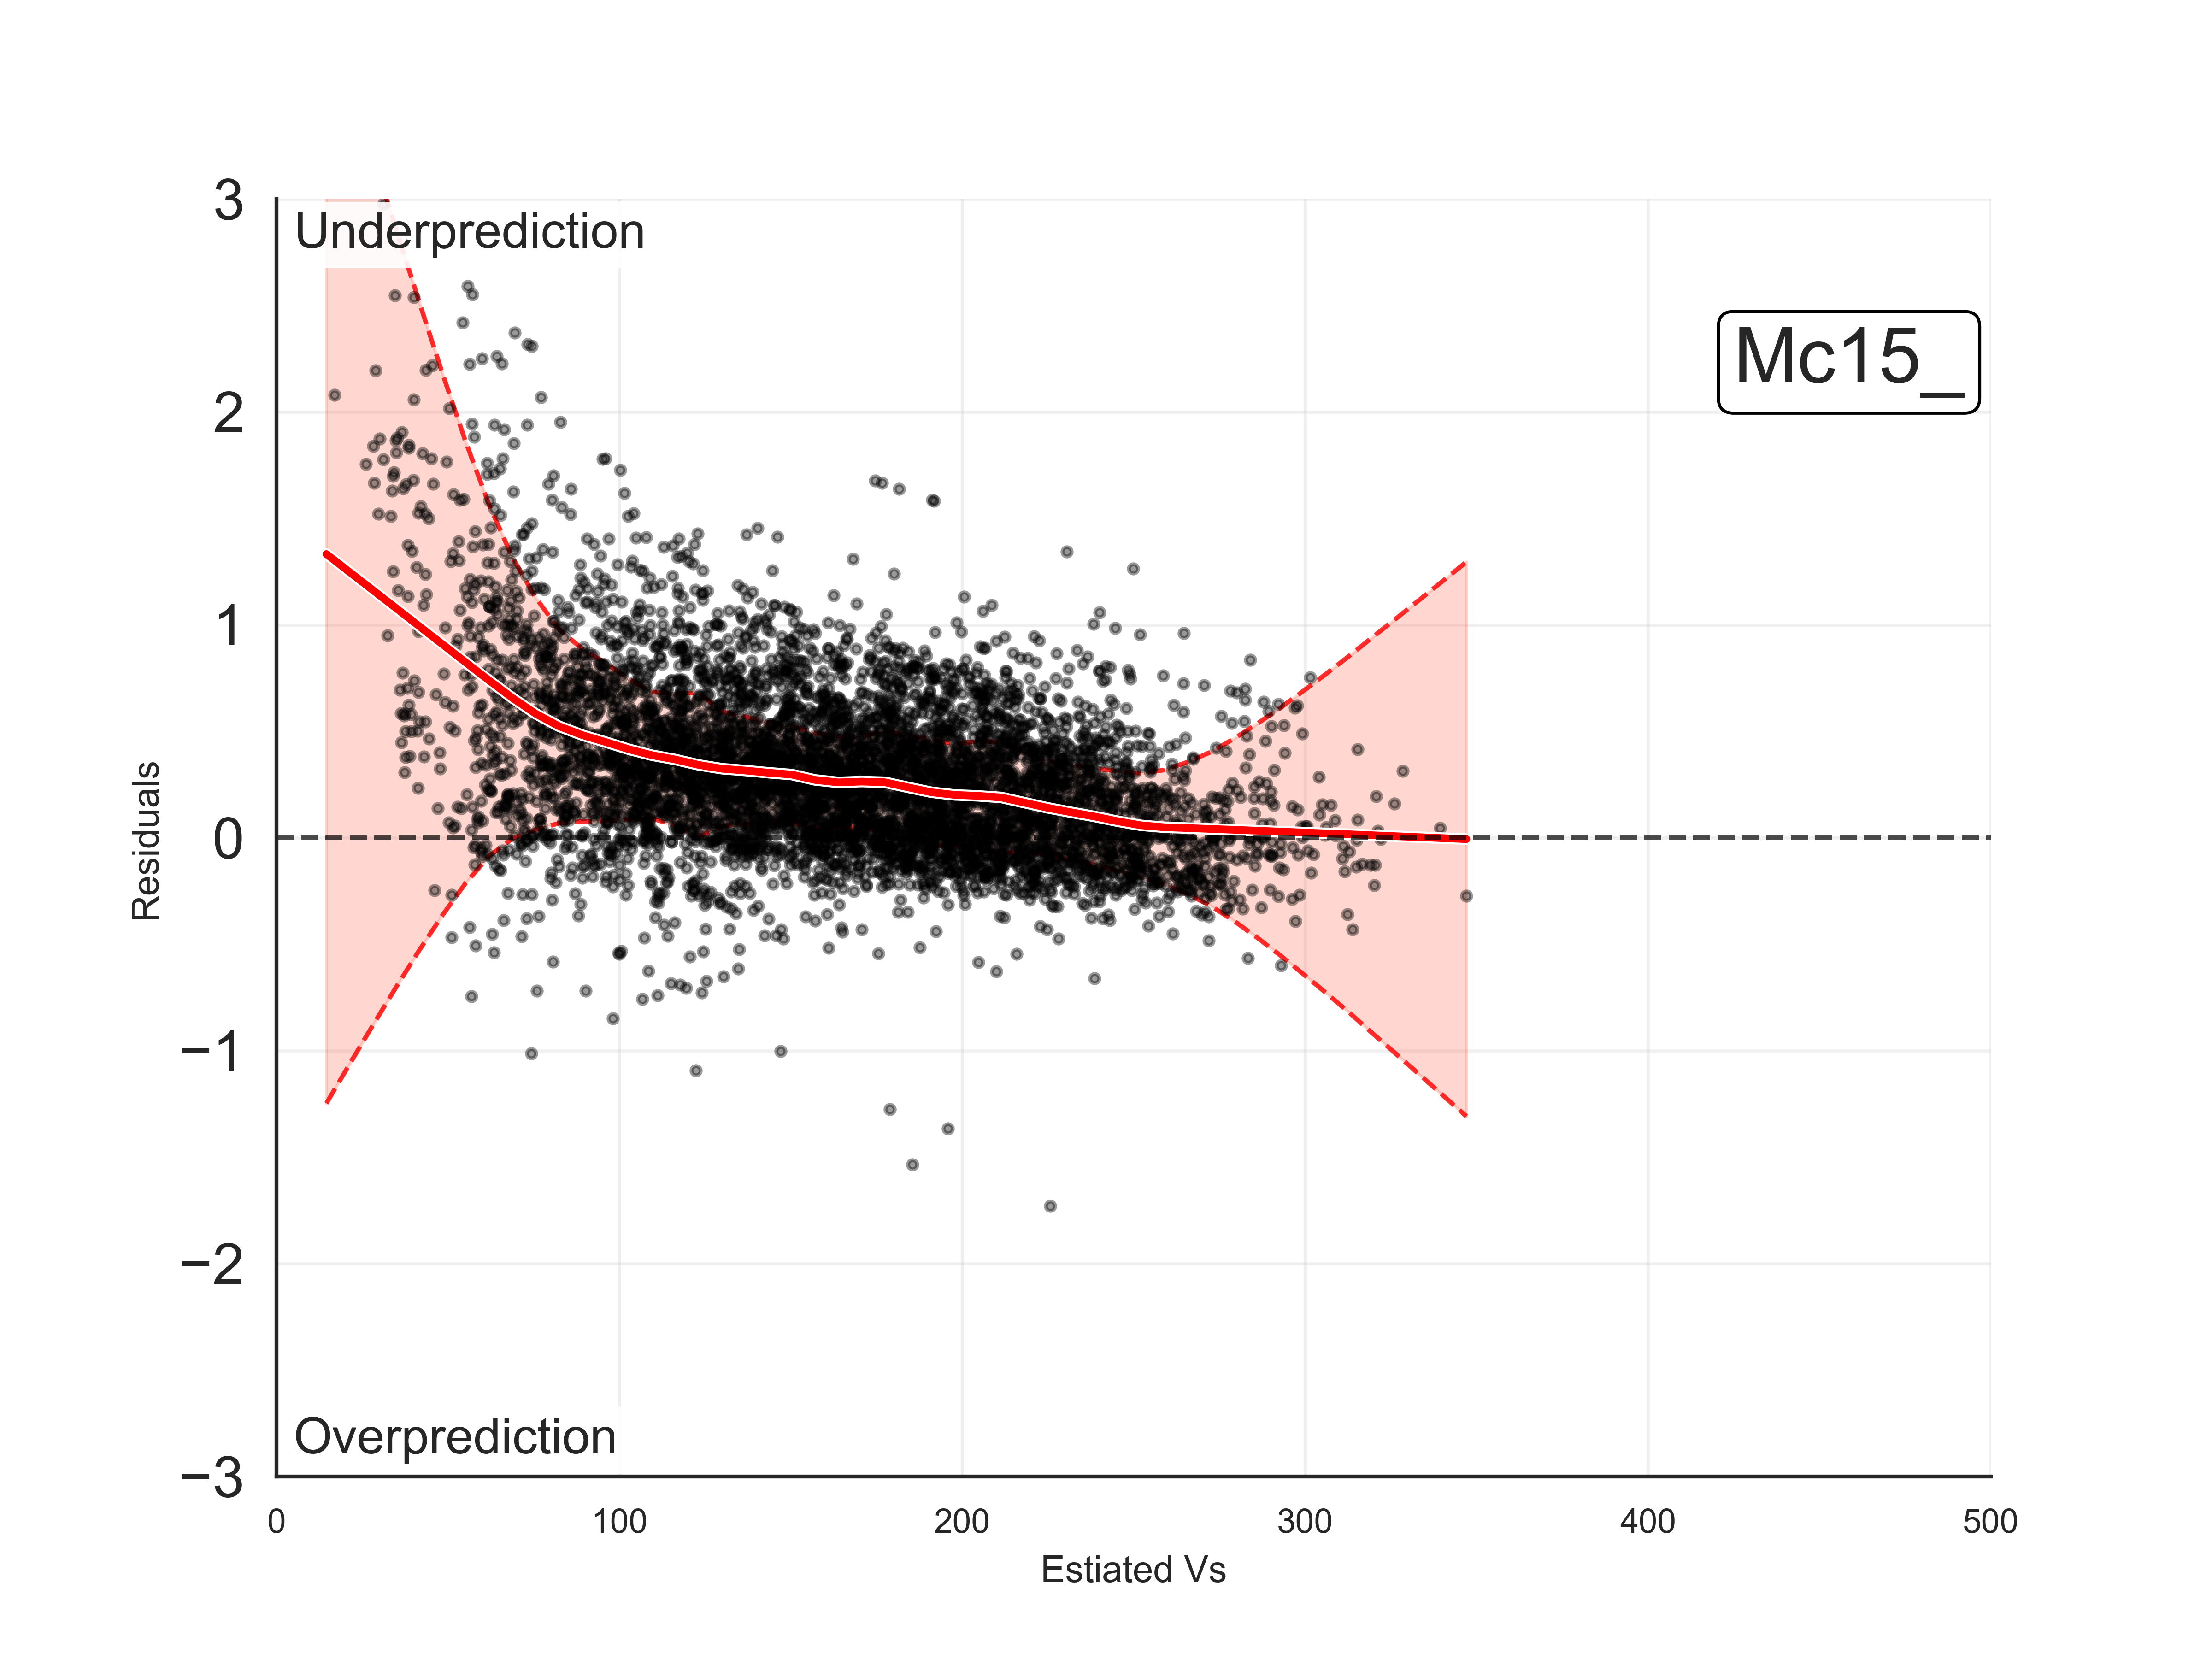 3
Underprediction
Mc15_
2
1
0
−1
−2
Overprediction
−3
Residuals
0 100 200 300 400 500
Estiated Vs